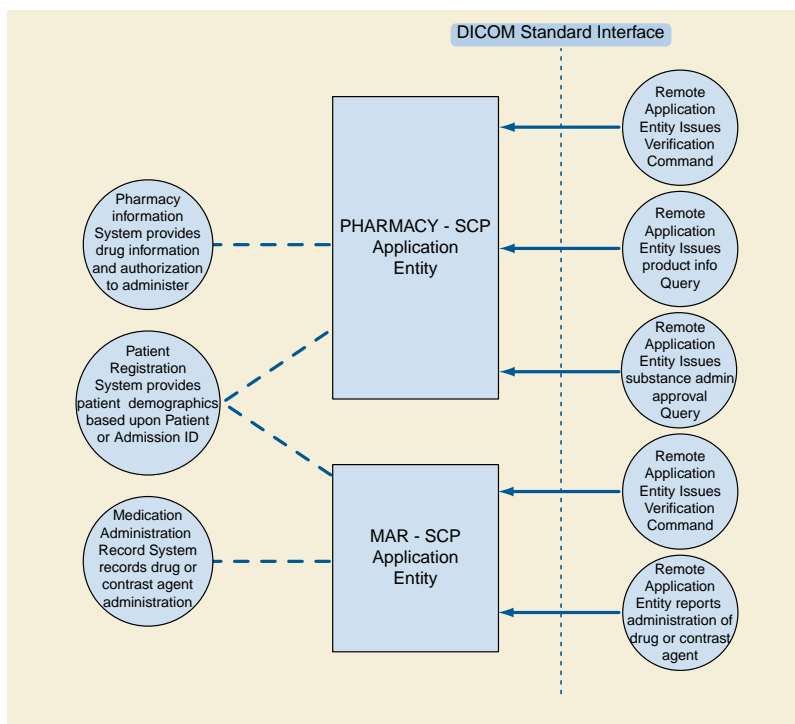 DICOM Standard Interface
Remote
Application
Entity Issues
Verification
Command
Pharmacy
information
System provides
drug information
and authorization
to administer
PHARMACY - SCP
Application
Entity
Remote
Application
Entity Issues
product info
Query
Patient
Registration
System provides
patient demographics
based upon Patient
or Admission ID
Remote
Application
Entity Issues
substance admin
approval
Query
Remote
Application
Entity Issues
Verification
Command
Medication
Administration
Record System
records drug or
contrast agent
administration
MAR - SCP
Application
Entity
Remote
Application
Entity reports
administration of
drug or contrast
agent